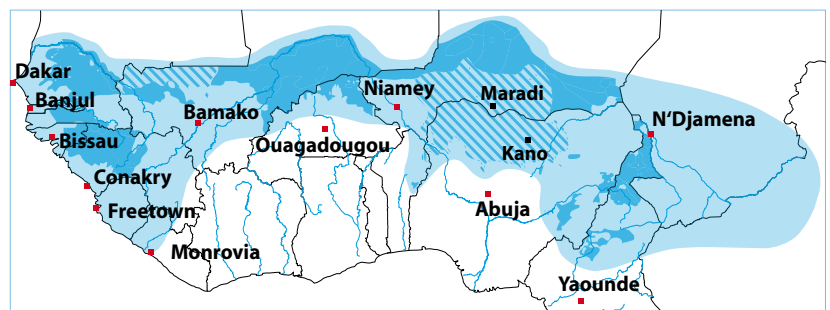 Dakar
Banjul
Bissau
Conakry
Freetown
Monrovia
Bamako
Ouagadougou
Niamey
Maradi
Kano
Abuja
N‘Djamena
Yaounde